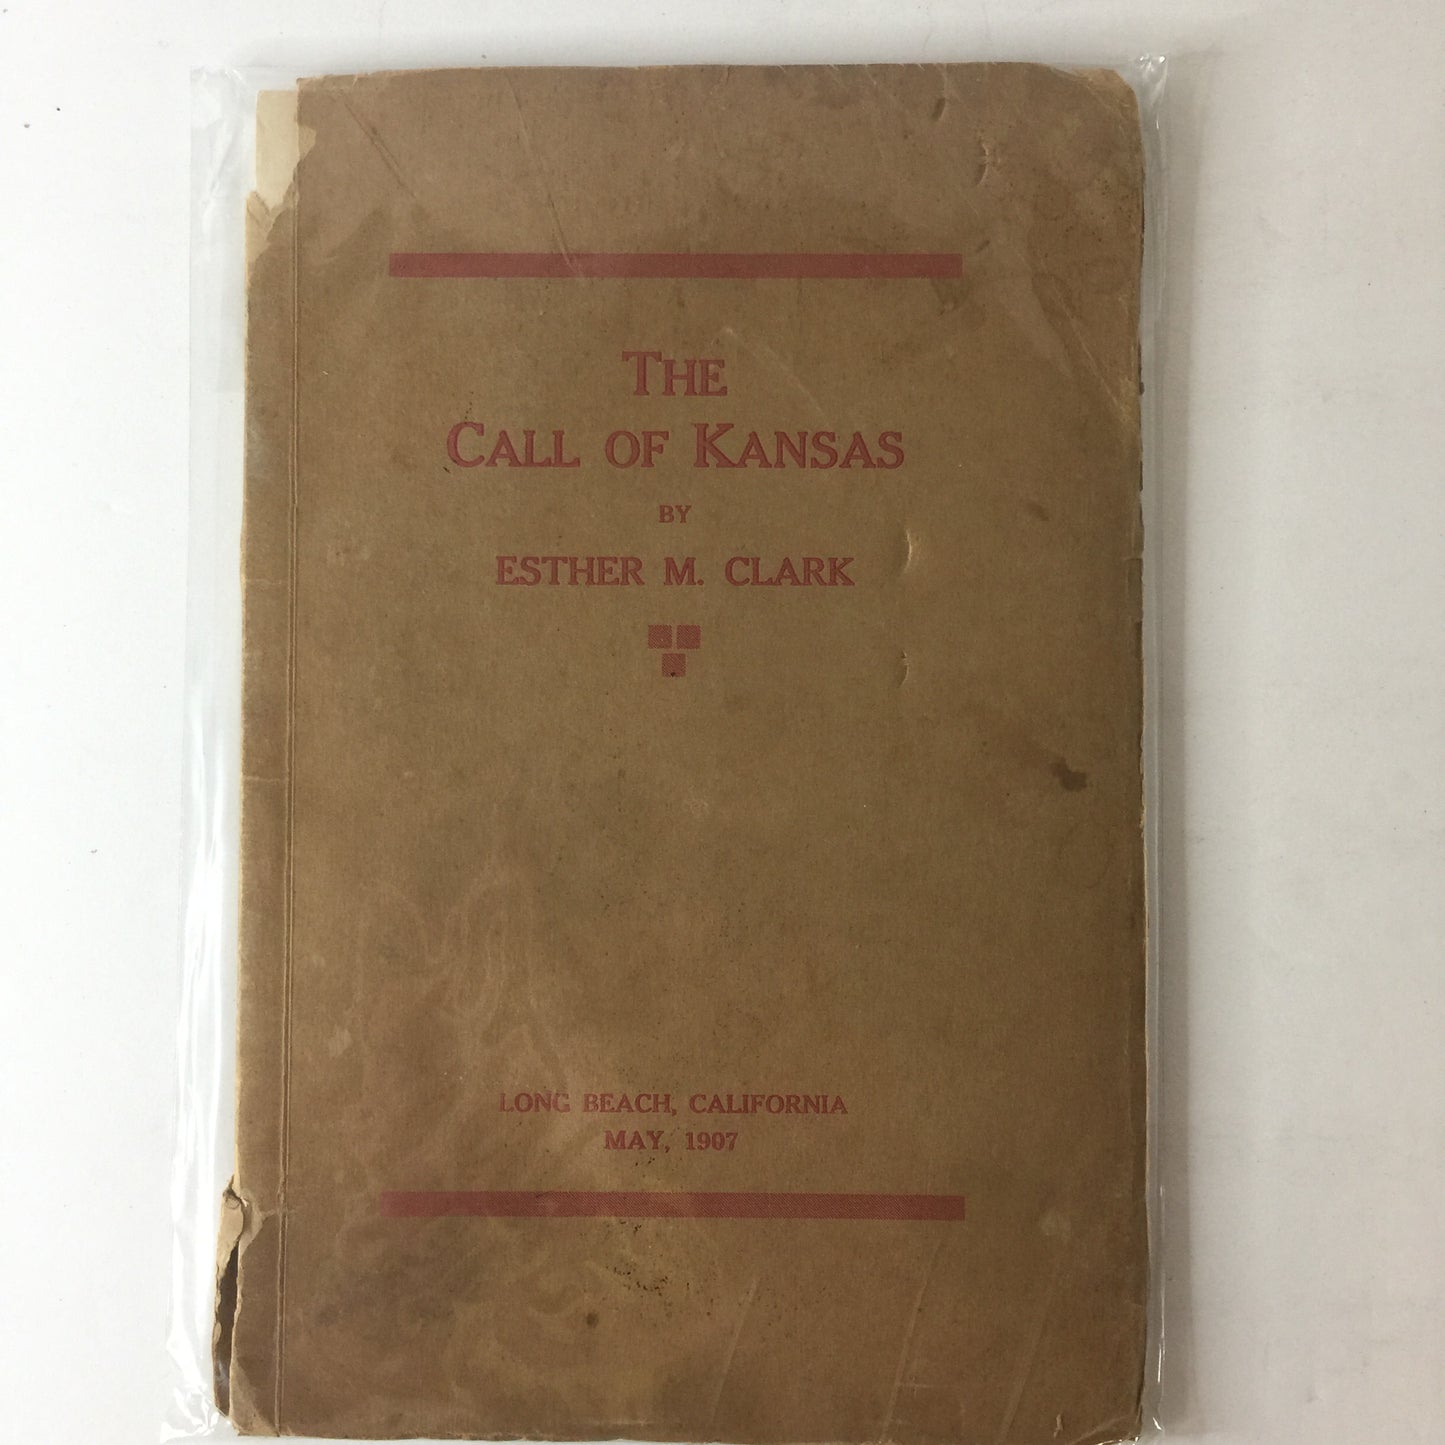 THE
CALL OF KANSAS
BY
ESTHER M. CLARK
LONG BEACH, CALIFORNIA
MAY, 1907